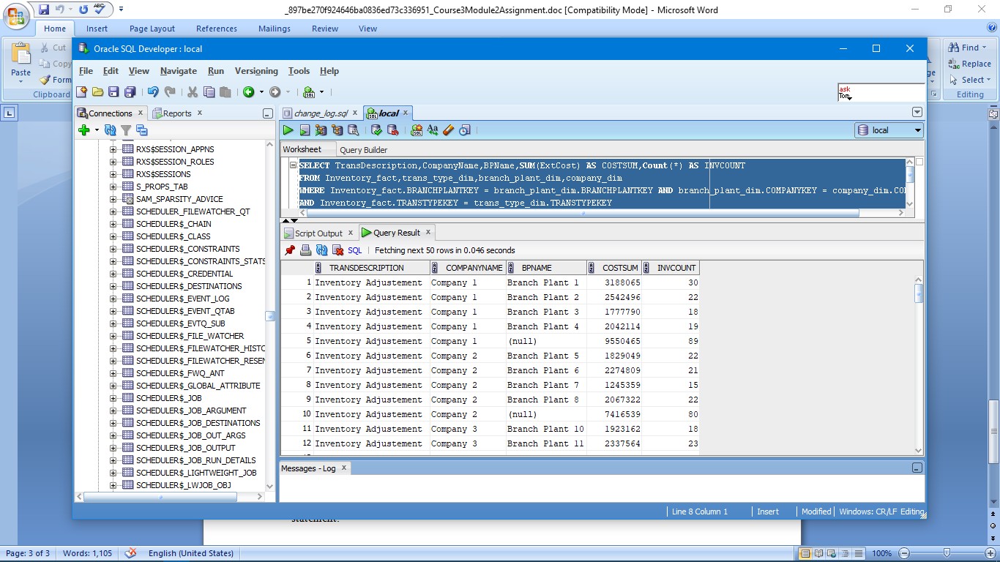 _897be270f924646ba0836ed73c336951_Course3Module2Assignment.doc [Compatibility Mode] - Microsoft Word
Home Insert Page Layout References Mailings Review View
Paste
Cut
Copy
Form
Clipboard
Find
Replace
Select
Editing
Oracle SQL Developer : local
File Edit View Navigate Run Versioning Tools Help
ask
Tom
Connections
Reports
RXS$SESSION_APPNS
RXS$SESSION_ROLES
RXS$SESSIONS
S_PROPS_TAB
SAM_SPARSITY_ADVICE
SCHEDULER_FILEWATCHER_QT
SCHEDULER$_CHAIN
SCHEDULER$_CLASS
SCHEDULER$_CONSTRAINTS
SCHEDULER$_CONSTRAINTS_STATS
SCHEDULER$_CREDENTIAL
SCHEDULER$_DESTINATIONS
SCHEDULER$_EVENT_LOG
SCHEDULER$_EVENT_QTAB
SCHEDULER$_EVTQ_SUB
SCHEDULER$_FILE_WATCHER
SCHEDULER$_FILEWATCHER_HISTO
SCHEDULER$_FILEWATCHER_RESEN
SCHEDULER$_FWQ_ANT
SCHEDULER$_GLOBAL_ATTRIBUTE
SCHEDULER$_JOB
SCHEDULER$_JOB_ARGUMENT
SCHEDULER$_JOB_DESTINATIONS
SCHEDULER$_JOB_OUT_ARGS
SCHEDULER$_JOB_OUTPUT
SCHEDULER$_JOB_RUN_DETAILS
SCHEDULER$_LIGHTWEIGHT_JOB
SCHEDULER$_LWJOB_OBJ
change_log.sql
local
local
Worksheet Query Builder
SELECT TransDescription,CompanyName,BPName,SUM(ExtCost) AS COSTSUM,Count(*) AS INVCOUNT
FROM Inventory_fact,trans_type_dim,branch_plant_dim,company_dim
WHERE Inventory_fact.BRANCHPLANTKEY = branch_plant_dim.BRANCHPLANTKEY AND branch_plant_dim.COMPANYKEY = company_dim.COM
AND Inventory_fact.TRANSTYPEKEY = trans_type_dim.TRANSTYPEKEY
Script Output Query Result
SQL Fetching next 50 rows in 0.046 seconds
TRANSDESCRIPTION COMPANYNAME BPNAME COSTSUM INVCOUNT
1 Inventory Adjustement Company 1 Branch Plant 1 3188065 30
2 Inventory Adjustement Company 1 Branch Plant 2 2542496 22
3 Inventory Adjustement Company 1 Branch Plant 3 1777790 18
4 Inventory Adjustement Company 1 Branch Plant 4 2042114 19
5 Inventory Adjustement Company 1 (null) 9550465 89
6 Inventory Adjustement Company 2 Branch Plant 5 1829049 22
7 Inventory Adjustement Company 2 Branch Plant 6 2274809 21
8 Inventory Adjustement Company 2 Branch Plant 7 1245359 15
9 Inventory Adjustement Company 2 Branch Plant 8 2067322 22
10 Inventory Adjustement Company 2 (null) 7416539 80
11 Inventory Adjustement Company 3 Branch Plant 10 1923162 18
12 Inventory Adjustement Company 3 Branch Plant 11 2337564 23
Messages - Log
Line 8 Column 1 Insert Modified Windows: CR/LF Editing
statement.
Page: 3 of 3 Words: 1,105 English (United States) 100%